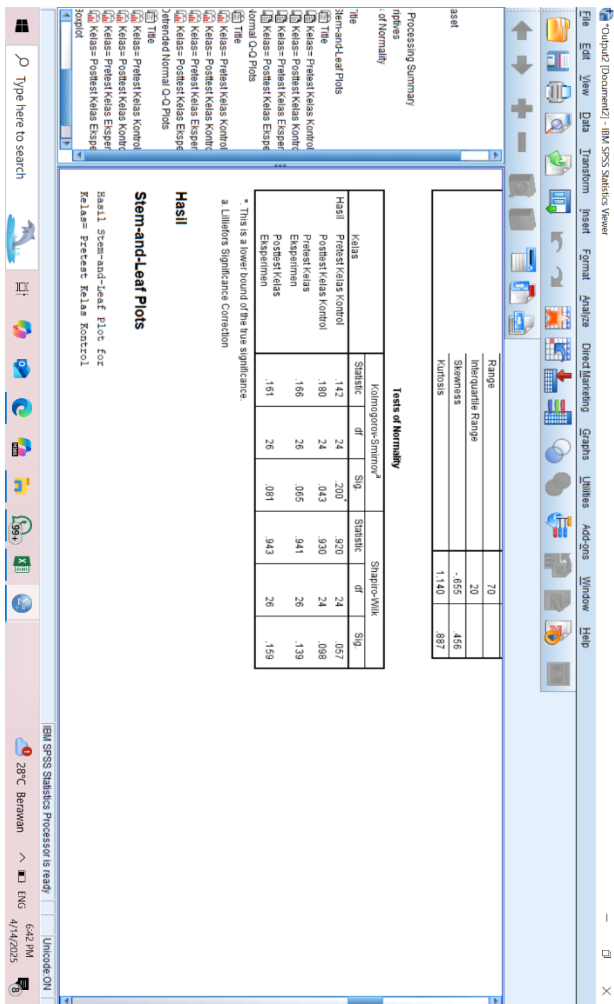 *Output2 [Document2] - IBM SPSS Statistics Viewer
File Edit View Data Transform Insert Format Analyze Direct Marketing Graphs Utilities Add-ons Window Help
aset
Processing Summary
riptives
of Normality
Title
Stem-and-Leaf Plots
Title
Kelas= Pretest Kelas Kontrol
Kelas= Posttest Kelas Kontrc
Kelas= Pretest Kelas Eksper
Kelas= Posttest Kelas Ekspe
Normal Q-Q Plots
Title
Kelas= Pretest Kelas Kontrol
Kelas= Posttest Kelas Kontrc
Kelas= Pretest Kelas Eksper
Kelas= Posttest Kelas Ekspe
Detrended Normal Q-Q Plots
Title
Kelas= Pretest Kelas Kontrol
Kelas= Posttest Kelas Kontrc
Kelas= Pretest Kelas Eksper
Kelas= Posttest Kelas Ekspe
Boxplot
Range 70
Interquartile Range 20
Skewness -.655 .456
Kurtosis 1.140 .887
Tests of Normality
Kolmogorov-Smirnovᵃ Shapiro-Wilk
Kelas Statistic df Sig. Statistic df Sig.
Hasil Pretest Kelas Kontrol .142 24 .200* .920 24 .057
Posttest Kelas Kontrol .180 24 .043 .930 24 .098
Pretest Kelas Eksperimen .166 26 .065 .941 26 .139
Posttest Kelas Eksperimen .161 26 .081 .943 26 .159
*. This is a lower bound of the true significance.
a. Lilliefors Significance Correction
Hasil
Stem-and-Leaf Plots
Hasil Stem-and-Leaf Plot for
Kelas= Pretest Kelas Kontrol
IBM SPSS Statistics Processor is ready Unicode:ON
Type here to search
99+
28°C Berawan
ENG
6:42 PM
4/14/2025